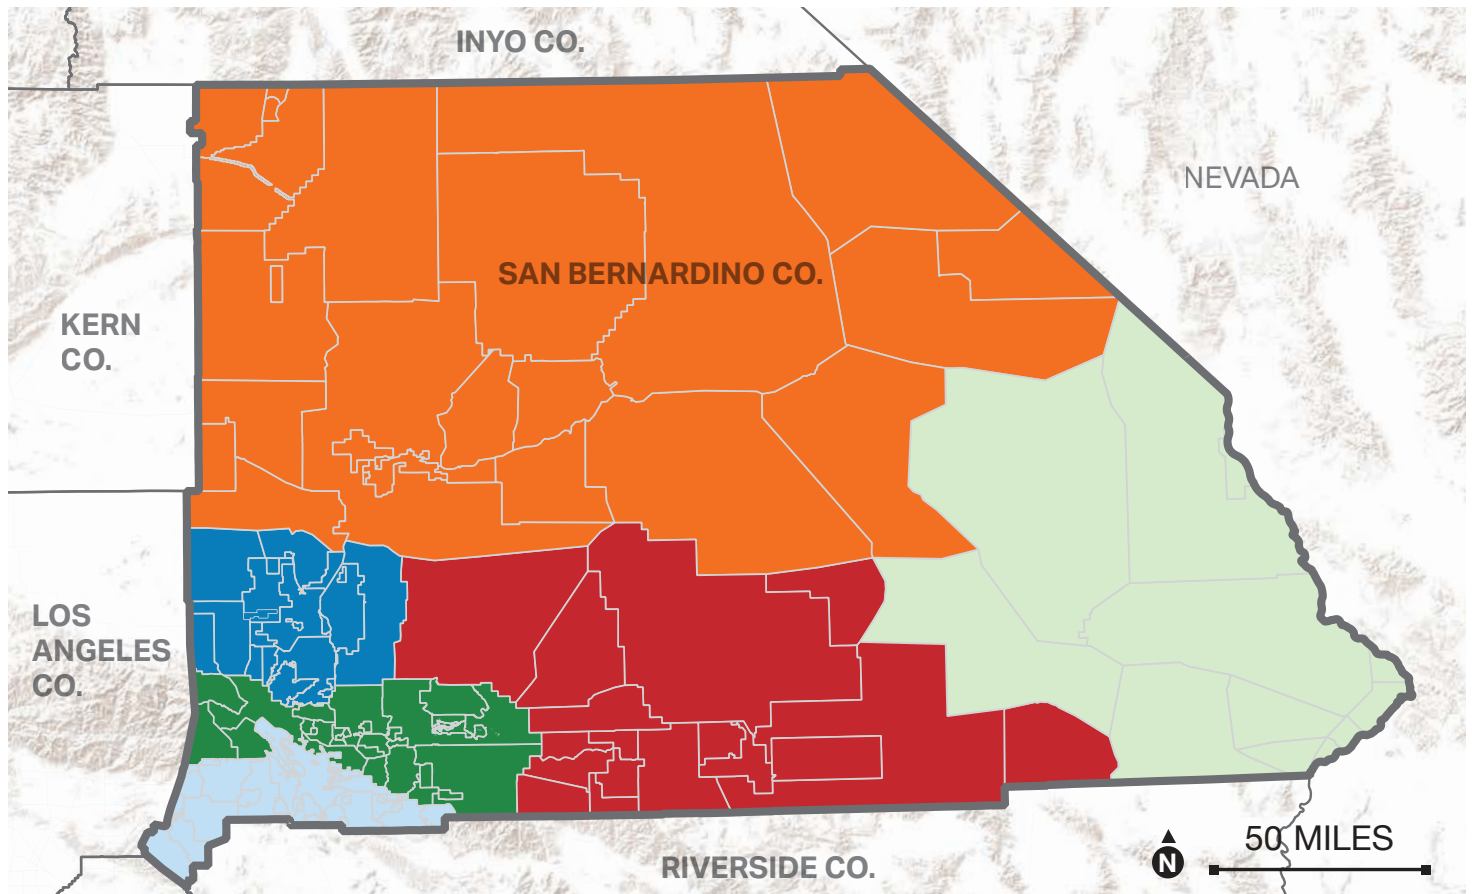 INYO CO.
NEVADA
SAN BERNARDINO CO.
KERN
CO.
LOS
ANGELES
CO.
50 MILES
N
RIVERSIDE CO.